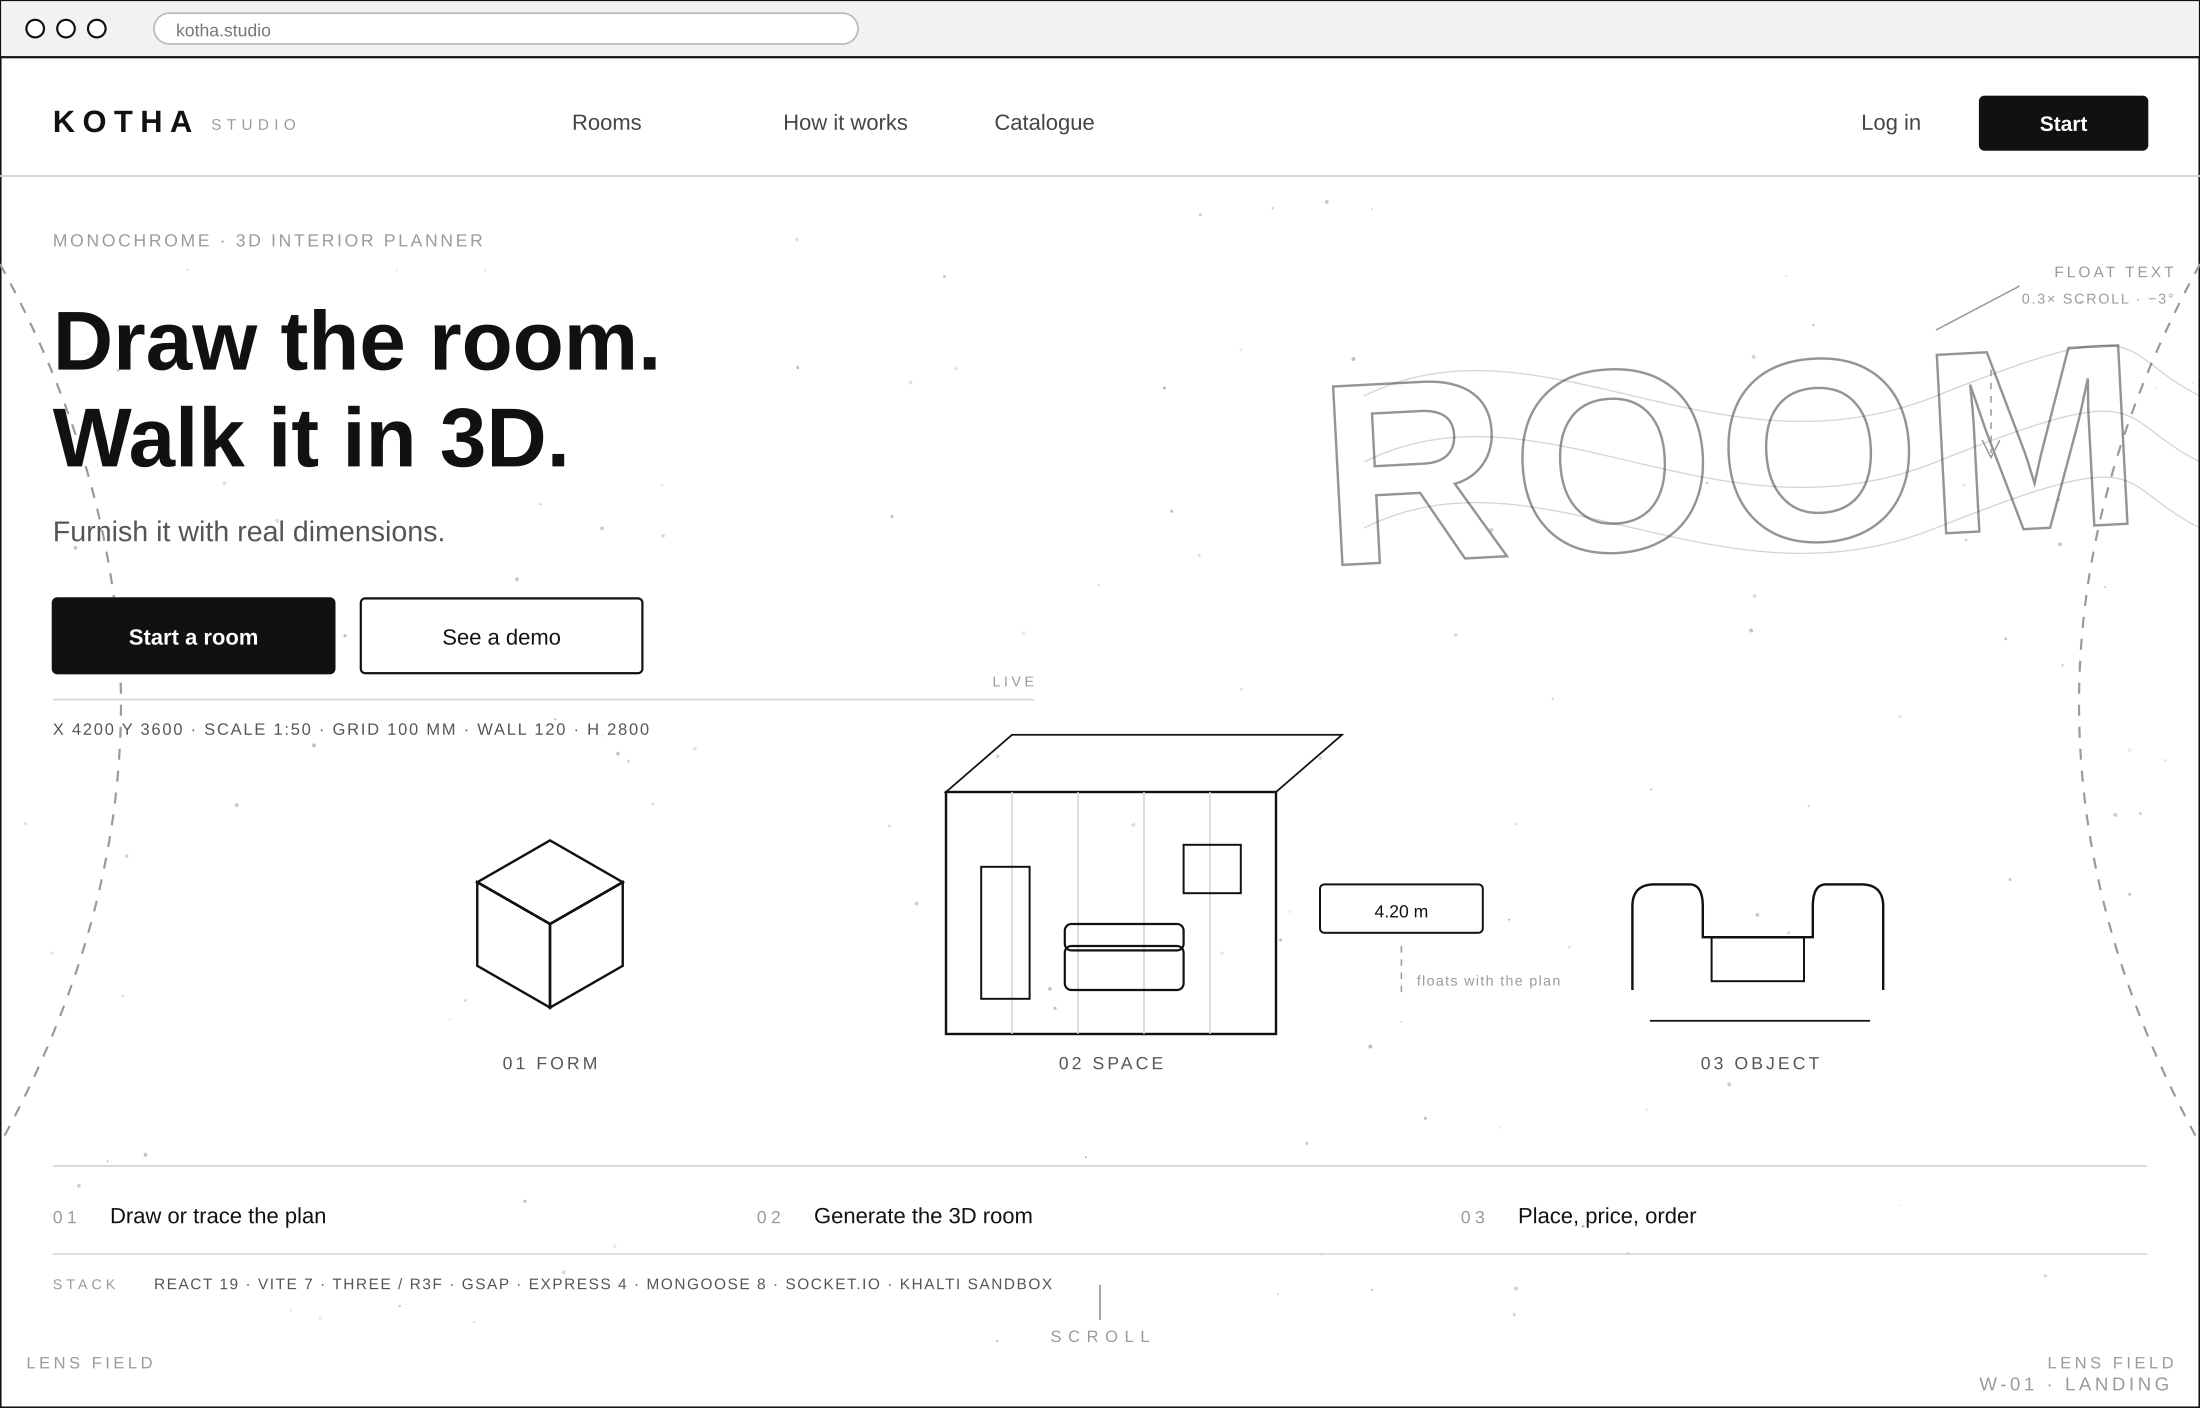 kotha.studio
KOTHA STUDIO
Rooms
How it works
Catalogue
Log in
Start
MONOCHROME · 3D INTERIOR PLANNER
FLOAT TEXT
0.3× SCROLL · −3°
Draw the room.
Walk it in 3D.
ROOM
Furnish it with real dimensions.
Start a room
See a demo
LIVE
X 4200 Y 3600 · SCALE 1:50 · GRID 100 MM · WALL 120 · H 2800
4.20 m
floats with the plan
01 FORM
02 SPACE
03 OBJECT
01 Draw or trace the plan
02 Generate the 3D room
03 Place, price, order
STACK REACT 19 · VITE 7 · THREE / R3F · GSAP · EXPRESS 4 · MONGOOSE 8 · SOCKET.IO · KHALTI SANDBOX
SCROLL
LENS FIELD
LENS FIELD
W-01 · LANDING